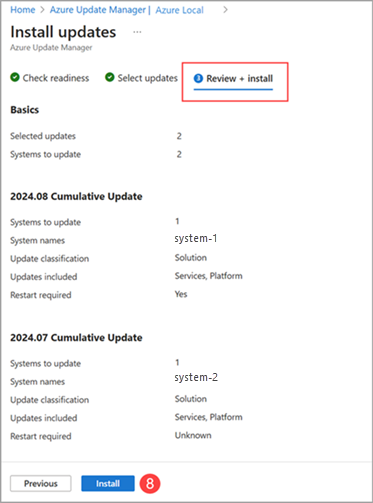 Home > Azure Update Manager | Azure Local >
Install updates ...
Azure Update Manager
Check readiness Select updates 3 Review + install
Basics
Selected updates 2
Systems to update 2
2024.08 Cumulative Update
Systems to update 1
System names system-1
Update classification Solution
Updates included Services, Platform
Restart required Yes
2024.07 Cumulative Update
Systems to update 1
System names system-2
Update classification Solution
Updates included Services, Platform
Restart required Unknown
Previous Install 8